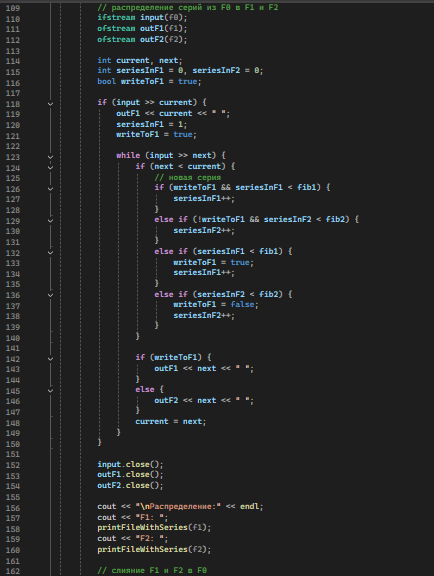 109 // распределение серий из F0 в F1 и F2
110 ifstream input(f0);
111 ofstream outF1(f1);
112 ofstream outF2(f2);
113
114 int current, next;
115 int seriesInF1 = 0, seriesInF2 = 0;
116 bool writeToF1 = true;
117
118 if (input >> current) {
119 outF1 << current << " ";
120 seriesInF1 = 1;
121 writeToF1 = true;
122
123 while (input >> next) {
124 if (next < current) {
125 // новая серия
126 if (writeToF1 && seriesInF1 < fib1) {
127 seriesInF1++;
128 }
129 else if (!writeToF1 && seriesInF2 < fib2) {
130 seriesInF2++;
131 }
132 else if (seriesInF1 < fib1) {
133 writeToF1 = true;
134 seriesInF1++;
135 }
136 else if (seriesInF2 < fib2) {
137 writeToF1 = false;
138 seriesInF2++;
139 }
140 }
141
142 if (writeToF1) {
143 outF1 << next << " ";
144 }
145 else {
146 outF2 << next << " ";
147 }
148 current = next;
149 }
150 }
151
152 input.close();
153 outF1.close();
154 outF2.close();
155
156 cout << "\nРаспределение:" << endl;
157 cout << "F1: ";
158 printFileWithSeries(f1);
159 cout << "F2: ";
160 printFileWithSeries(f2);
161
162 // слияние F1 и F2 в F0